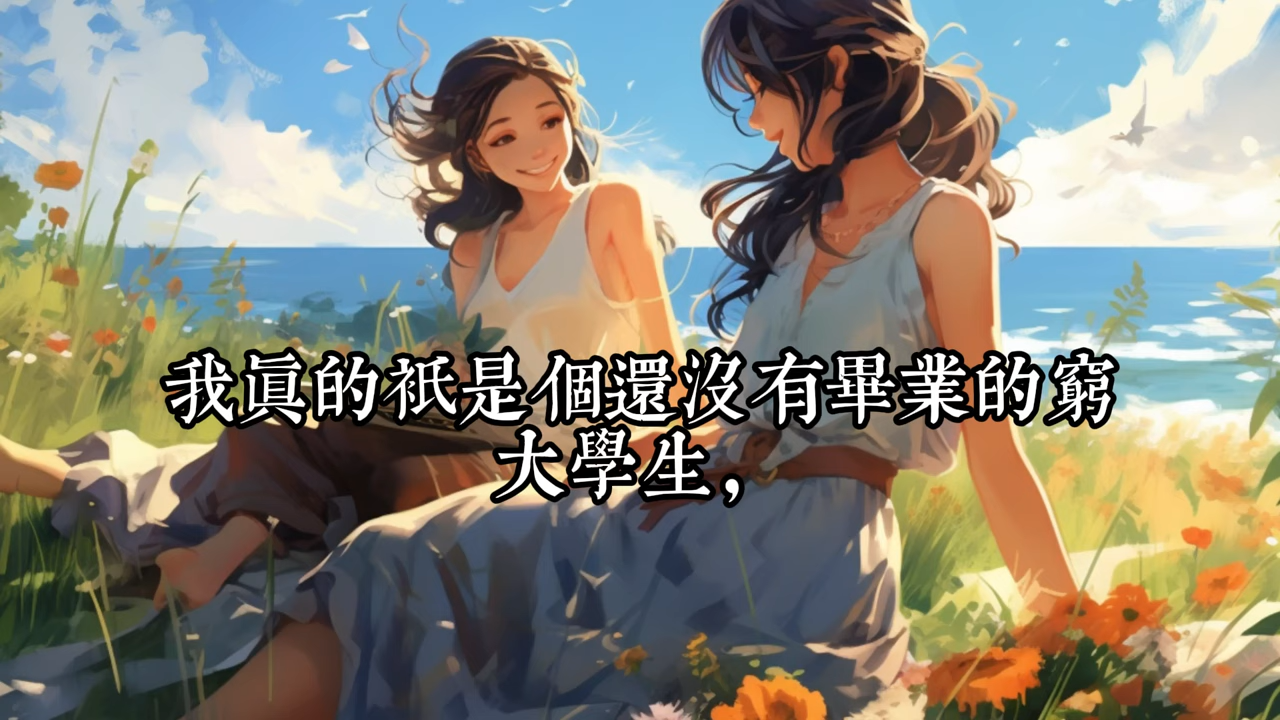 我眞的衹是個還沒有畢業的窮
大學生，